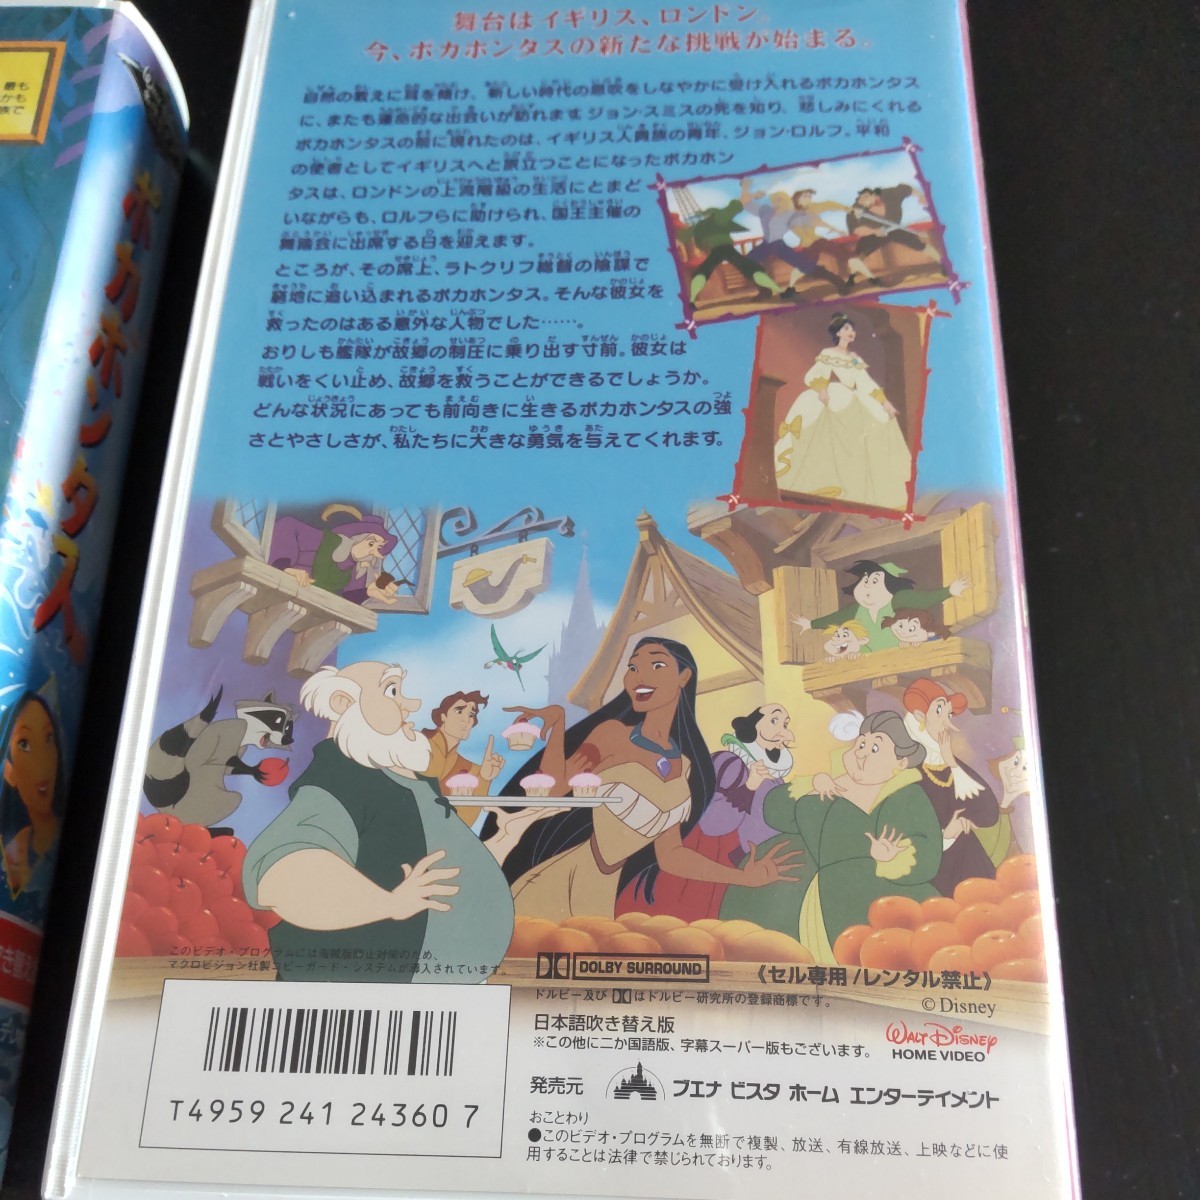 最も
かも
族で
ポカホンタス
舞台はイギリス、ロンドン。
今、ポカホンタスの新たな挑戦が始まる。
自然の教えに耳を傾け、新しい時代の息吹をしなやかに受け入れるポカホンタス
に、またも運命的な出会いが訪れます。ジョン・スミスの死を知り、悲しみにくれる
ポカホンタスの前に現れたのは、イギリス人貴族の青年、ジョン・ロルフ。平和
の使者としてイギリスへと旅立つことになったポカホン
タスは、ロンドンの上流階級の生活にとまど
いながらも、ロルフらに助けられ、国王主催の
舞踏会に出席する日を迎えます。
ところが、その席上、ラトクリフ総督の陰謀で
窮地に追い込まれるポカホンタス。そんな彼女を
救ったのはある意外な人物でした……。
おりしも艦隊が故郷の制圧に乗り出す寸前。彼女は
戦いをくい止め、故郷を救うことができるでしょうか。
どんな状況にあっても前向きに生きるポカホンタスの強
さとやさしさが、私たちに大きな勇気を与えてくれます。
このビデオ・プログラムには海賊版防止対策のため、
マクロビジョン社製コピーガード・システムが導入されています。
DOLBY SURROUND
ドルビー及びはドルビー研究所の登録商標です。
《セル専用/レンタル禁止》
© Disney
日本語吹き替え版
※この他に二か国語版、字幕スーパー版もございます。
WALT DISNEY
HOME VIDEO
発売元 ブエナ ビスタ ホーム エンターテイメント
おことわり
●このビデオ・プログラムを無断で複製、放送、有線放送、上映などに使
用することは法律で禁じられております。
T4959 241 24360 7